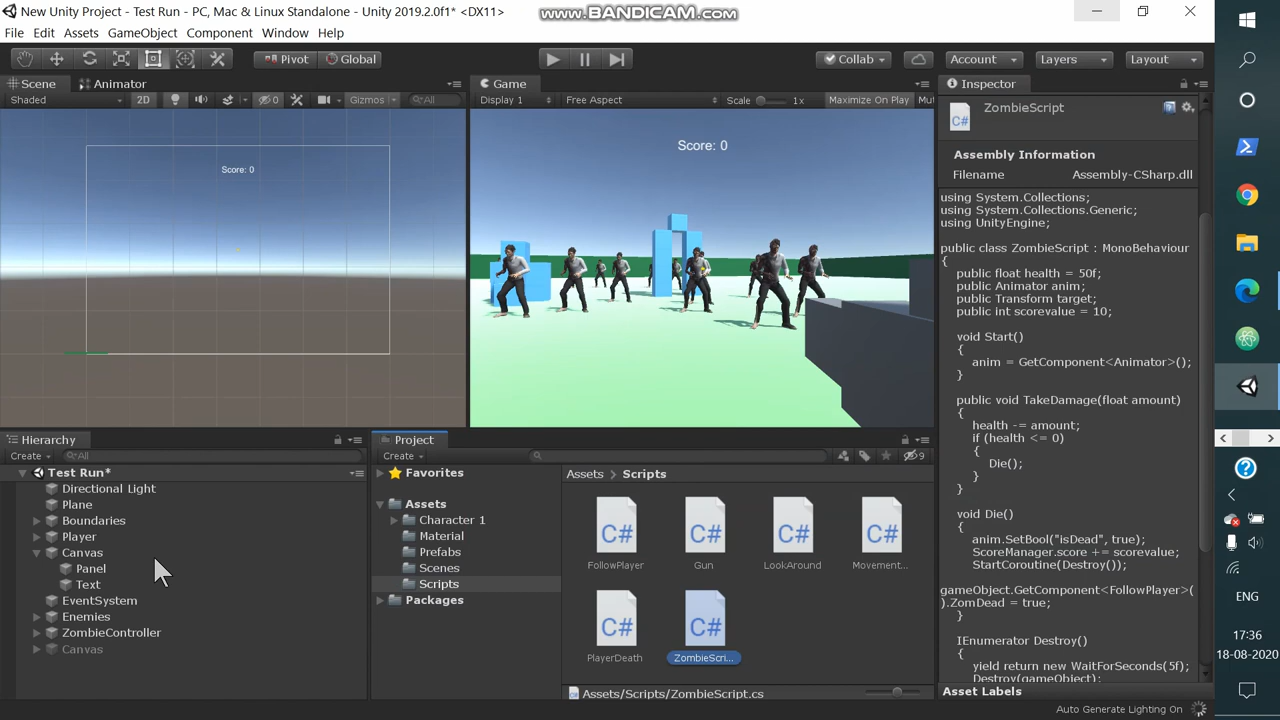 New Unity Project - Test Run - PC, Mac & Linux Standalone - Unity 2019.2.0f1* <DX11>
www.BANDICAM.com
File Edit Assets GameObject Component Window Help
Pivot Global Collab Account Layers Layout
Scene Animator Game Inspector
Shaded 2D 0 Gizmos All Display 1 Free Aspect Scale 1x Maximize On Play Mut
ZombieScript
C#
Score: 0
Score: 0
Assembly Information
Filename Assembly-CSharp.dll
using System.Collections;
using System.Collections.Generic;
using UnityEngine;
public class ZombieScript : MonoBehaviour
{
public float health = 50f;
public Animator anim;
public Transform target;
public int scorevalue = 10;
void Start()
{
anim = GetComponent<Animator>();
}
public void TakeDamage(float amount)
{
health -= amount;
if (health <= 0)
{
Die();
}
}
void Die()
{
anim.SetBool("isDead", true);
ScoreManager.score += scorevalue;
StartCoroutine(Destroy());
gameObject.GetComponent<FollowPlayer>(
).ZomDead = true;
}
IEnumerator Destroy()
{
yield return new WaitForSeconds(5f);
Destroy(gameObject);
Asset Labels
Auto Generate Lighting On
Hierarchy
Create All
Test Run*
Directional Light
Plane
Boundaries
Player
Canvas
Panel
Text
EventSystem
Enemies
ZombieController
Canvas
Project
Create 9
Favorites
Assets
Character 1
Material
Prefabs
Scenes
Scripts
Packages
Assets > Scripts
C# C# C# C#
FollowPlayer Gun LookAround Movement...
C# C#
PlayerDeath ZombieScri...
Assets/Scripts/ZombieScript.cs
ENG
17:36
18-08-2020